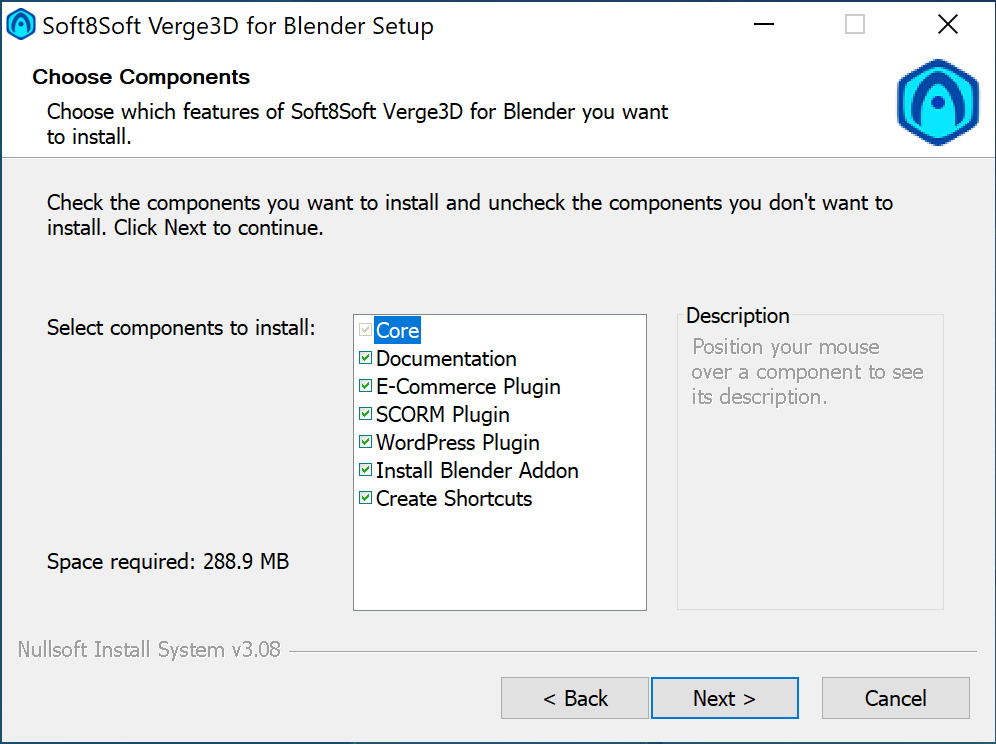 Soft8Soft Verge3D for Blender Setup
Choose Components
Choose which features of Soft8Soft Verge3D for Blender you want
to install.
Check the components you want to install and uncheck the components you don't want to
install. Click Next to continue.
Select components to install:
Core
Documentation
E-Commerce Plugin
SCORM Plugin
WordPress Plugin
Install Blender Addon
Create Shortcuts
Description
Position your mouse
over a component to see
its description.
Space required: 288.9 MB
Nullsoft Install System v3.08
< Back
Next >
Cancel